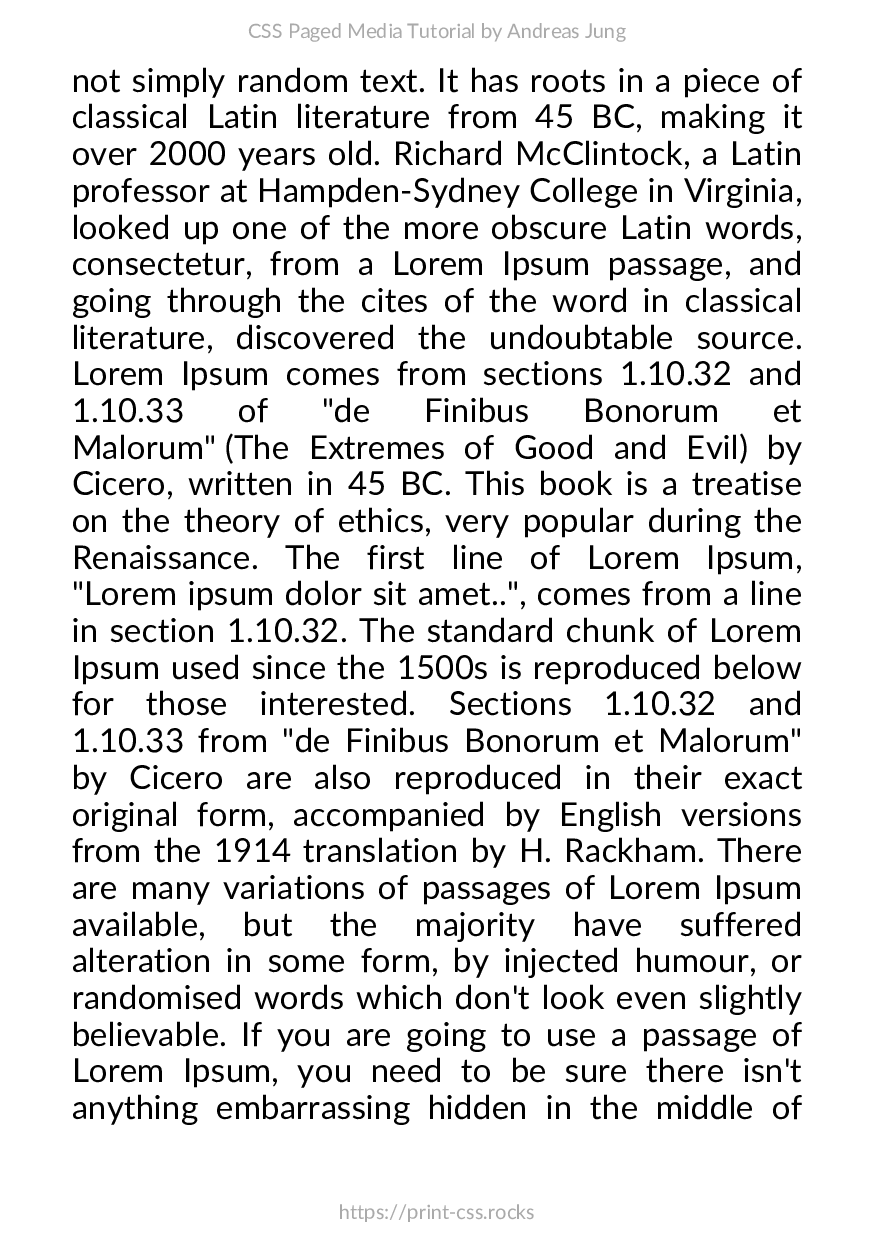 CSS Paged Media Tutorial by Andreas Jung
not simply random text. It has roots in a piece of
classical Latin literature from 45 BC, making it
over 2000 years old. Richard McClintock, a Latin
professor at Hampden-Sydney College in Virginia,
looked up one of the more obscure Latin words,
consectetur, from a Lorem Ipsum passage, and
going through the cites of the word in classical
literature, discovered the undoubtable source.
Lorem Ipsum comes from sections 1.10.32 and
1.10.33 of "de Finibus Bonorum et
Malorum" (The Extremes of Good and Evil) by
Cicero, written in 45 BC. This book is a treatise
on the theory of ethics, very popular during the
Renaissance. The first line of Lorem Ipsum,
"Lorem ipsum dolor sit amet..", comes from a line
in section 1.10.32. The standard chunk of Lorem
Ipsum used since the 1500s is reproduced below
for those interested. Sections 1.10.32 and
1.10.33 from "de Finibus Bonorum et Malorum"
by Cicero are also reproduced in their exact
original form, accompanied by English versions
from the 1914 translation by H. Rackham. There
are many variations of passages of Lorem Ipsum
available, but the majority have suffered
alteration in some form, by injected humour, or
randomised words which don't look even slightly
believable. If you are going to use a passage of
Lorem Ipsum, you need to be sure there isn't
anything embarrassing hidden in the middle of
https://print-css.rocks